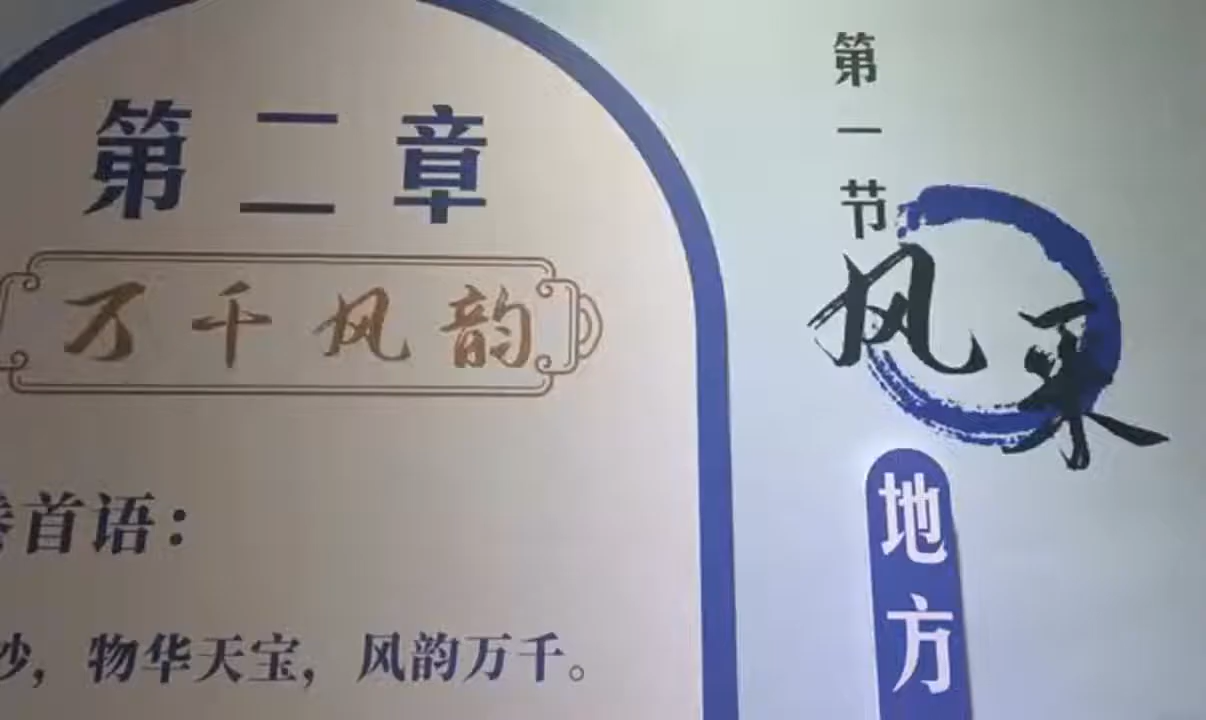 第二章
万千风韵
卷首语：
沙，物华天宝，风韵万千。
第一节
风采
地方